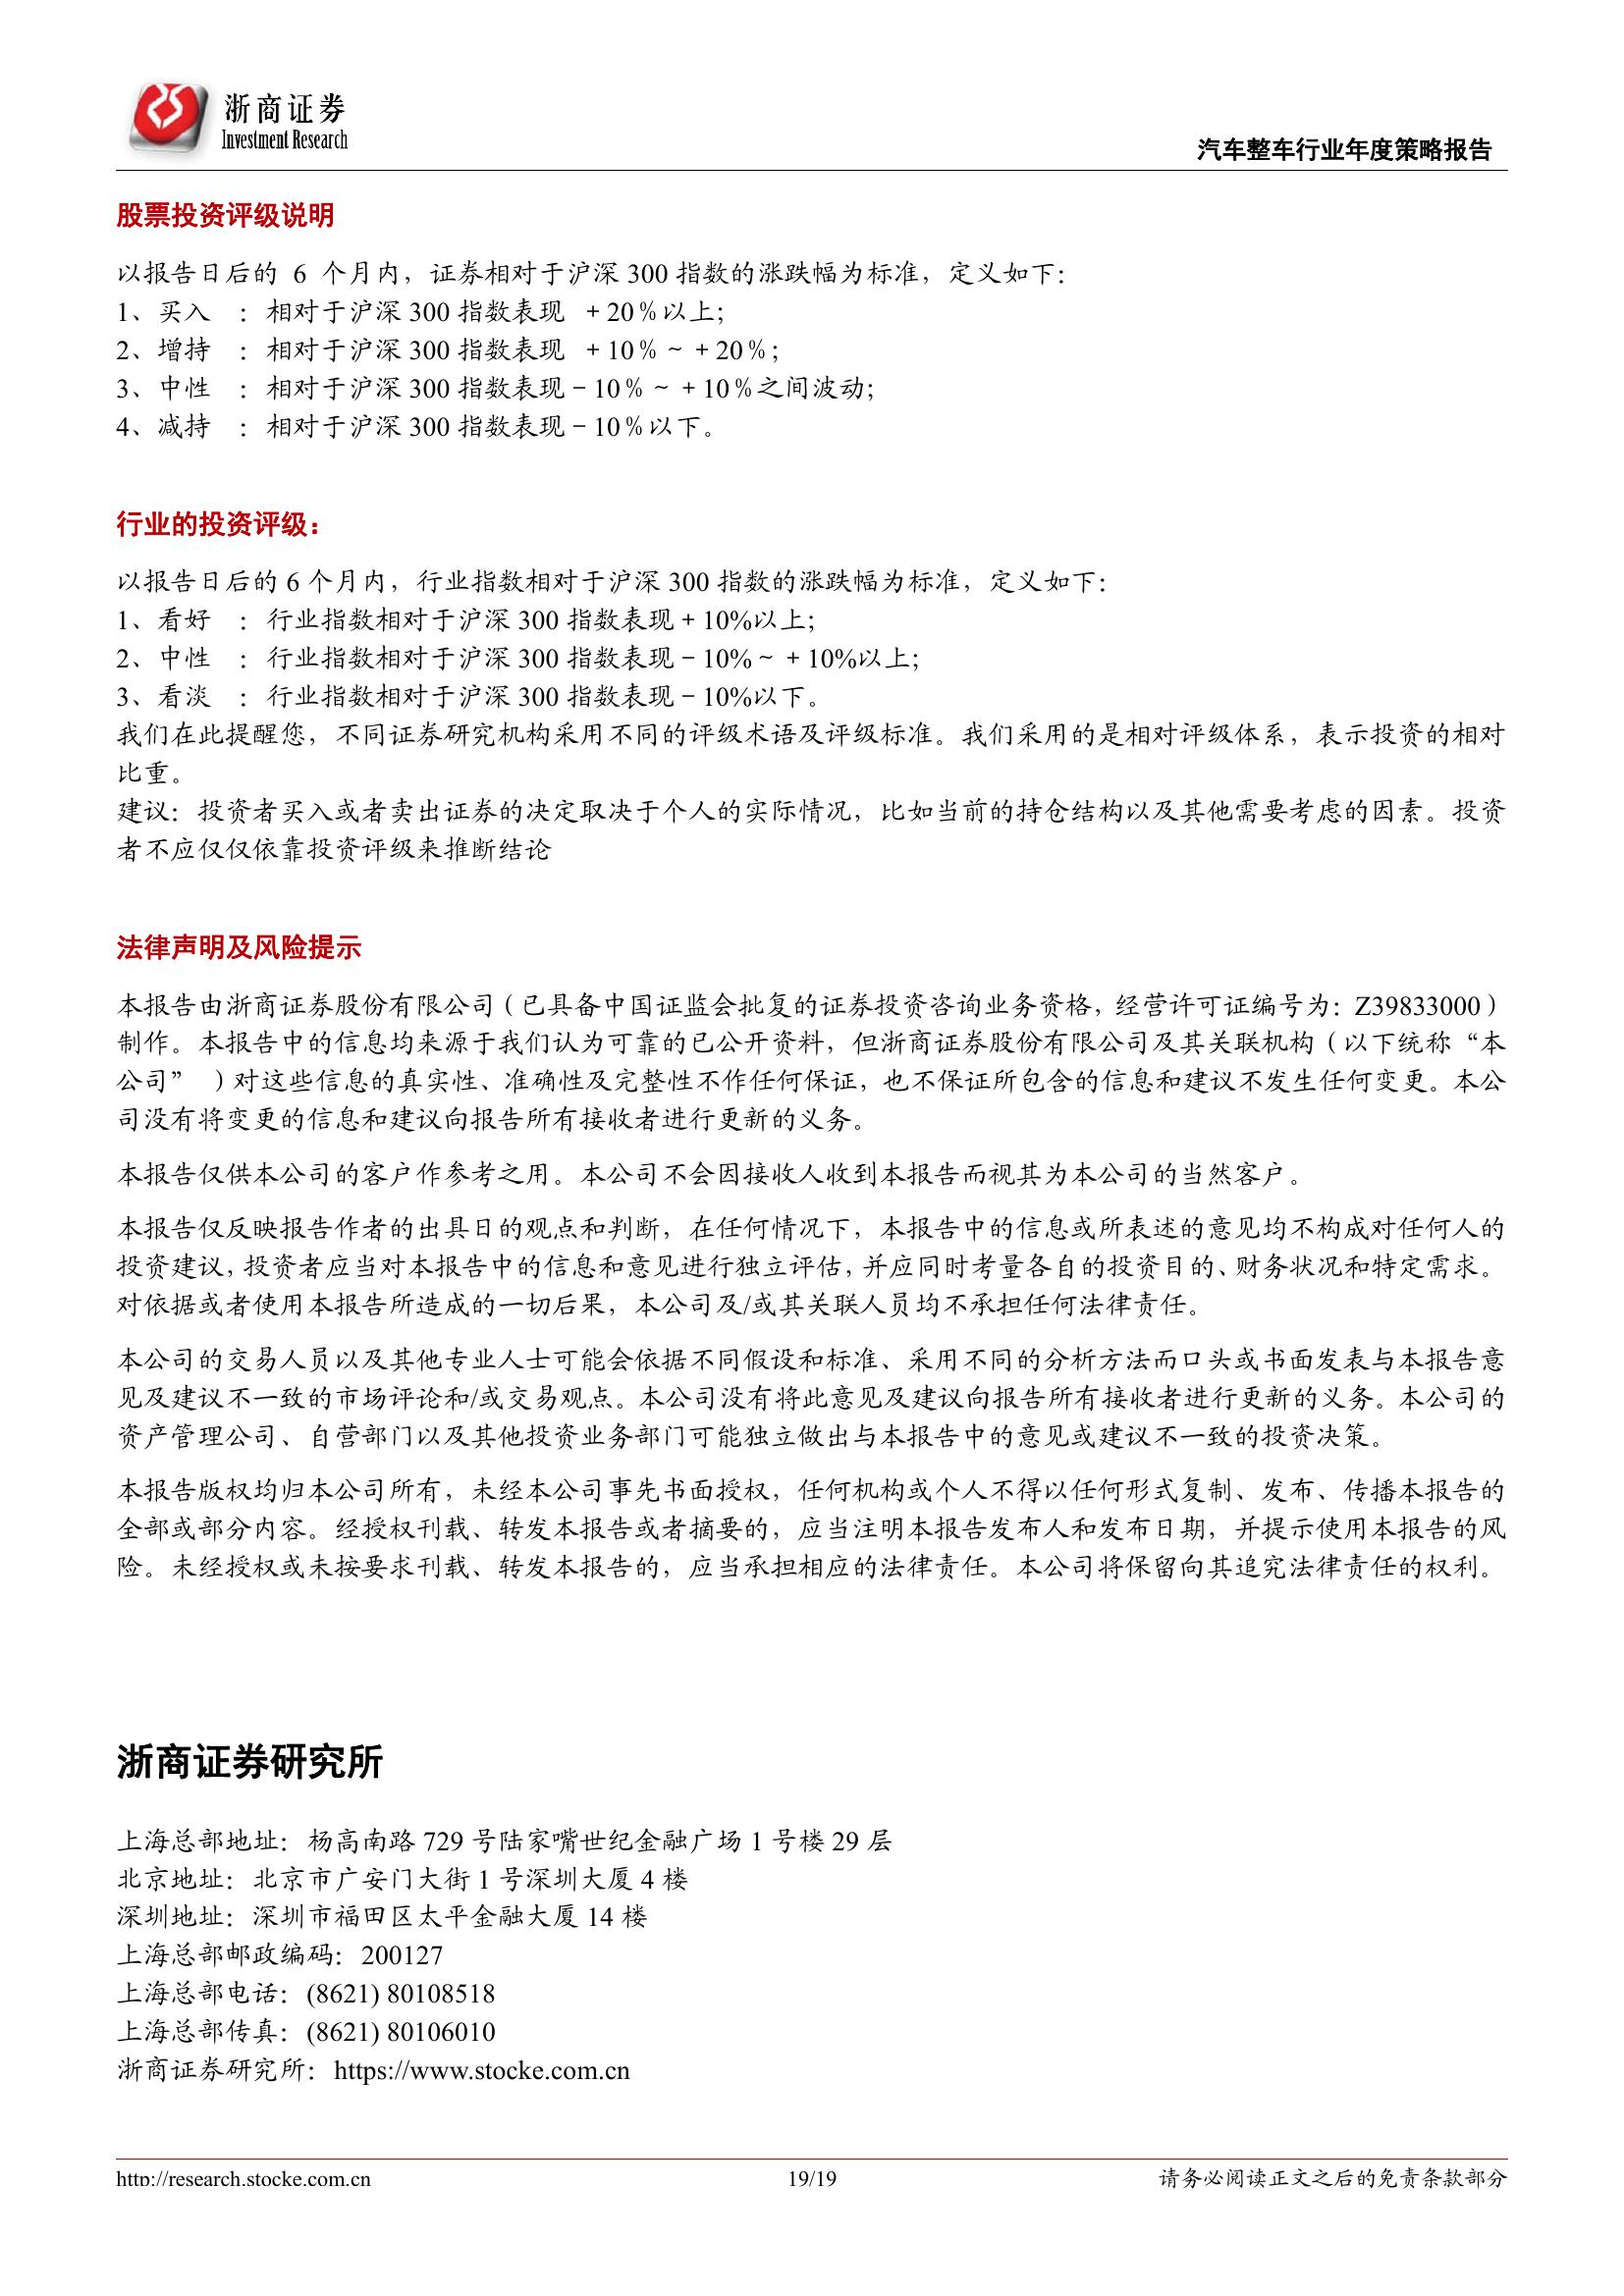 浙商证券
Investment Research
汽车整车行业年度策略报告
股票投资评级说明
以报告日后的 6 个月内，证券相对于沪深 300 指数的涨跌幅为标准，定义如下：
1、买入 ：相对于沪深 300 指数表现 ＋20％以上；
2、增持 ：相对于沪深 300 指数表现 ＋10％～＋20％；
3、中性 ：相对于沪深 300 指数表现－10％～＋10％之间波动；
4、减持 ：相对于沪深 300 指数表现－10％以下。
行业的投资评级：
以报告日后的 6 个月内，行业指数相对于沪深 300 指数的涨跌幅为标准，定义如下：
1、看好 ：行业指数相对于沪深 300 指数表现＋10%以上；
2、中性 ：行业指数相对于沪深 300 指数表现－10%～＋10%以上；
3、看淡 ：行业指数相对于沪深 300 指数表现－10%以下。
我们在此提醒您，不同证券研究机构采用不同的评级术语及评级标准。我们采用的是相对评级体系，表示投资的相对
比重。
建议：投资者买入或者卖出证券的决定取决于个人的实际情况，比如当前的持仓结构以及其他需要考虑的因素。投资
者不应仅仅依靠投资评级来推断结论
法律声明及风险提示
本报告由浙商证券股份有限公司（已具备中国证监会批复的证券投资咨询业务资格，经营许可证编号为：Z39833000）
制作。本报告中的信息均来源于我们认为可靠的已公开资料，但浙商证券股份有限公司及其关联机构（以下统称“本
公司” ）对这些信息的真实性、准确性及完整性不作任何保证，也不保证所包含的信息和建议不发生任何变更。本公
司没有将变更的信息和建议向报告所有接收者进行更新的义务。
本报告仅供本公司的客户作参考之用。本公司不会因接收人收到本报告而视其为本公司的当然客户。
本报告仅反映报告作者的出具日的观点和判断，在任何情况下，本报告中的信息或所表述的意见均不构成对任何人的
投资建议，投资者应当对本报告中的信息和意见进行独立评估，并应同时考量各自的投资目的、财务状况和特定需求。
对依据或者使用本报告所造成的一切后果，本公司及/或其关联人员均不承担任何法律责任。
本公司的交易人员以及其他专业人士可能会依据不同假设和标准、采用不同的分析方法而口头或书面发表与本报告意
见及建议不一致的市场评论和/或交易观点。本公司没有将此意见及建议向报告所有接收者进行更新的义务。本公司的
资产管理公司、自营部门以及其他投资业务部门可能独立做出与本报告中的意见或建议不一致的投资决策。
本报告版权均归本公司所有，未经本公司事先书面授权，任何机构或个人不得以任何形式复制、发布、传播本报告的
全部或部分内容。经授权刊载、转发本报告或者摘要的，应当注明本报告发布人和发布日期，并提示使用本报告的风
险。未经授权或未按要求刊载、转发本报告的，应当承担相应的法律责任。本公司将保留向其追究法律责任的权利。
浙商证券研究所
上海总部地址：杨高南路 729 号陆家嘴世纪金融广场 1 号楼 29 层
北京地址：北京市广安门大街 1 号深圳大厦 4 楼
深圳地址：深圳市福田区太平金融大厦 14 楼
上海总部邮政编码：200127
上海总部电话：(8621) 80108518
上海总部传真：(8621) 80106010
浙商证券研究所：https://www.stocke.com.cn
http://research.stocke.com.cn
19/19
请务必阅读正文之后的免责条款部分